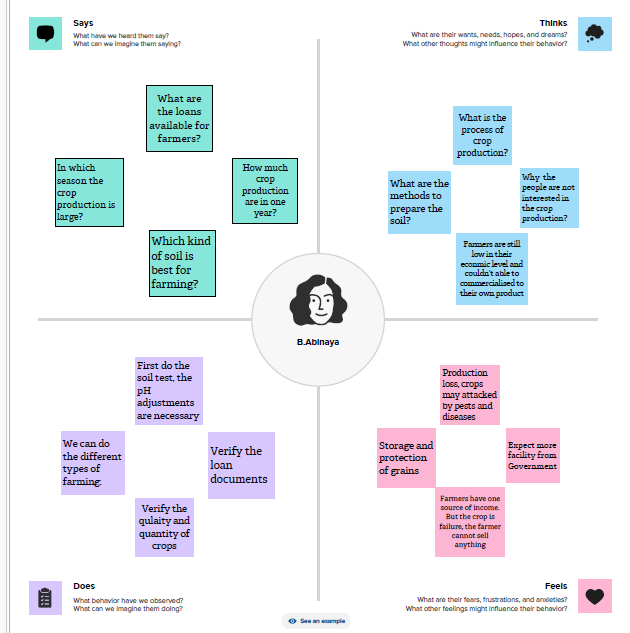 Says
What have we heard them say?
What can we imagine them saying?
Thinks
What are their wants, needs, hopes, and dreams?
What other thoughts might influence their behavior?
What are
the loans
available for
farmers?
In which
season the
crop
production is
large?
How much
crop
production
are in one
year?
Which kind
of soil is
best for
farming?
What is the
process of
crop
production?
What are the
methods to
prepare the
soil?
Why the
people are not
interested in
the crop
production?
Farmers are still
low in their
econmic level and
couldn't able to
commercialised to
their own product
B.Abinaya
First do the
soil test, the
pH
adjustments
are necessary
We can do
the different
types of
farming.
Verify the
loan
documents
Verify the
qulaity and
quantity of
crops
Production
loss, crops
may attacked
by pests and
diseases
Storage and
protection
of grains
Expect more
facility from
Government
Farmers have one
source of income.
But the crop is
failure, the farmer
cannot sell
anything
Does
What behavior have we observed?
What can we imagine them doing?
Feels
What are their fears, frustrations, and anxieties?
What other feelings might influence their behavior?
See an example